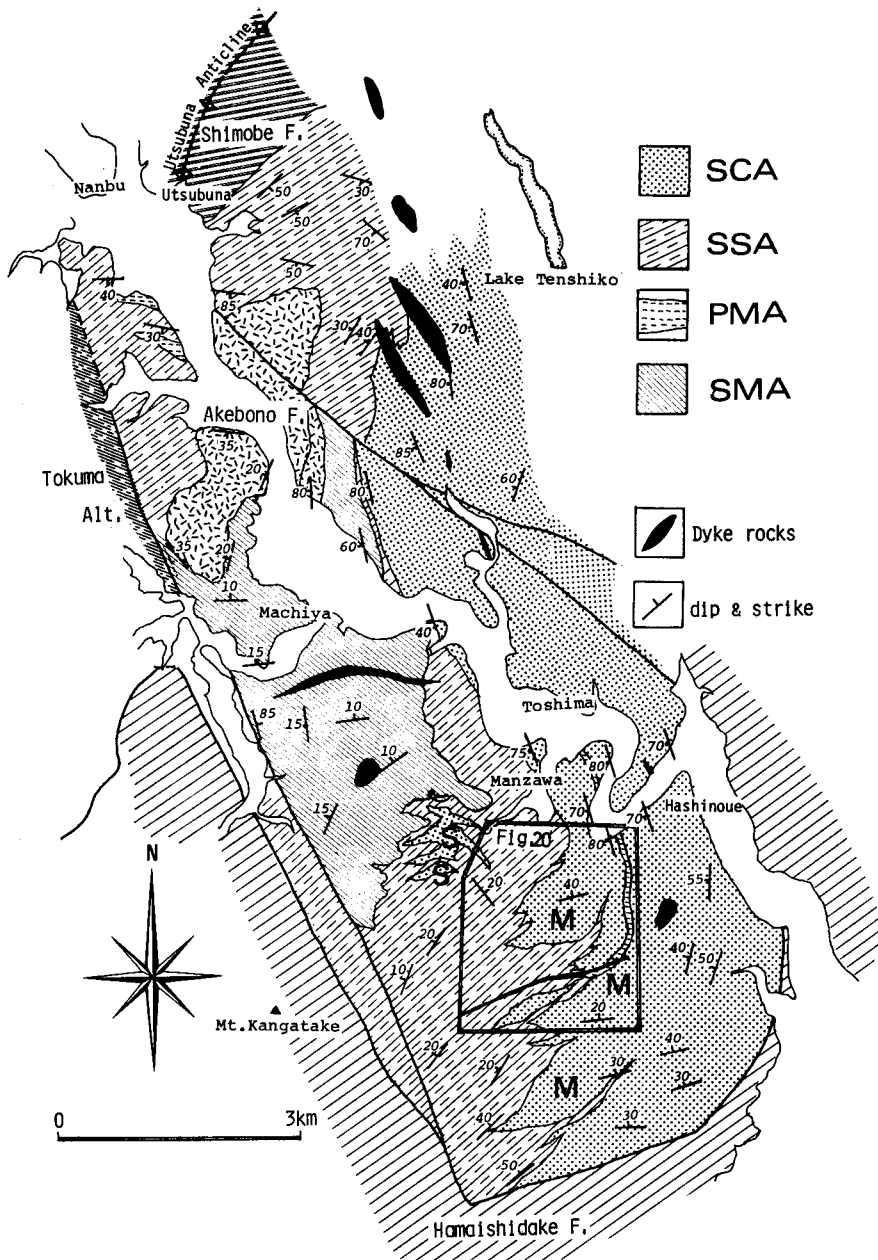 Utsubuna Anticline
Shimobe F.
Nanbu
Utsubuna
50
30
50
70
50
Lake Tenshiko
40
70
85
40
30
30
40
80
SCA
SSA
PMA
SMA
Akebono F.
35
20
80
80
85
60
Tokuma
Alt.
60
35
20
10
Dyke rocks
dip & strike
Machiya
40
15
85
15
10
10
15
Toshima
75
80
70
Manzawa
70
Hashinoue
70
80
Fig.20
S
S
20
40
M
55
20
10
40
50
M
20
N
Mt.Kangatake
20
20
40
30
30
M
40
30
50
0
3km
Hamaishidake F.